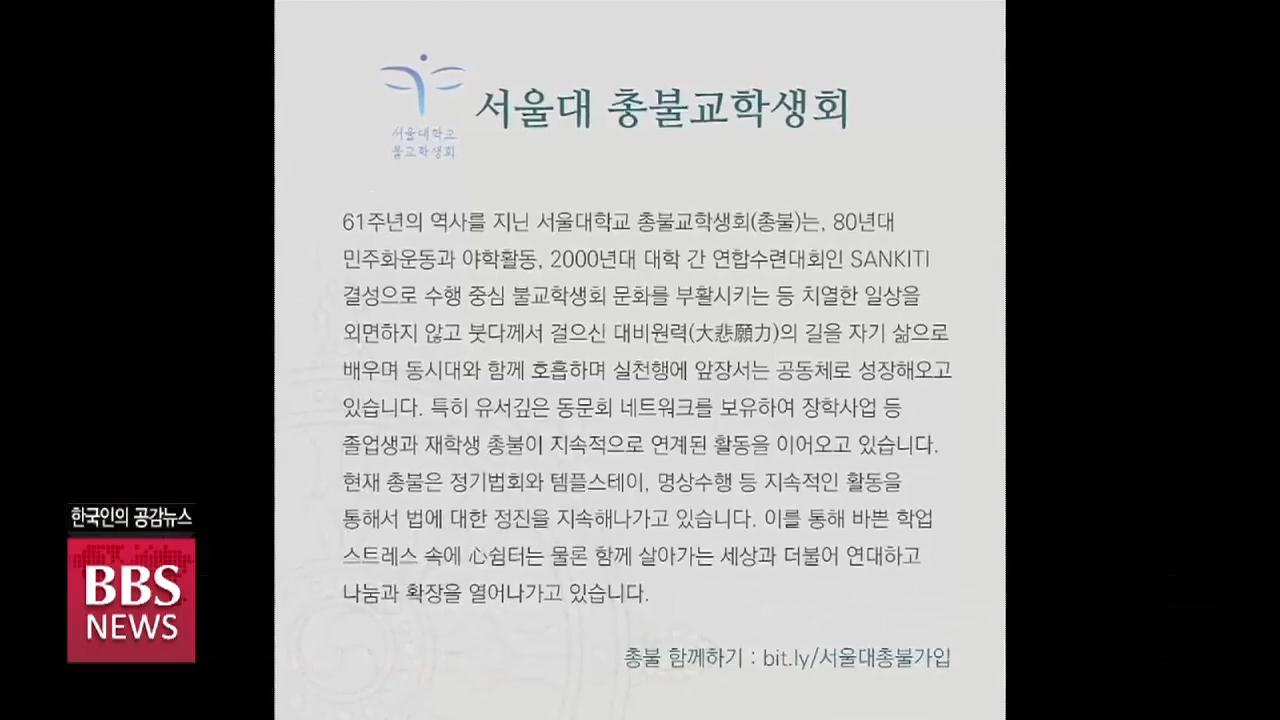 서울대학교
불교학생회
서울대 총불교학생회
61주년의 역사를 지닌 서울대학교 총불교학생회(총불)는, 80년대
민주화운동과 야학활동, 2000년대 대학 간 연합수련대회인 SANKITI
결성으로 수행 중심 불교학생회 문화를 부활시키는 등 치열한 일상을
외면하지 않고 붓다께서 걸으신 대비원력(大悲願力)의 길을 자기 삶으로
배우며 동시대와 함께 호흡하며 실천행에 앞장서는 공동체로 성장해오고
있습니다. 특히 유서깊은 동문회 네트워크를 보유하여 장학사업 등
졸업생과 재학생 총불이 지속적으로 연계된 활동을 이어오고 있습니다.
현재 총불은 정기법회와 템플스테이, 명상수행 등 지속적인 활동을
통해서 법에 대한 정진을 지속해나가고 있습니다. 이를 통해 바쁜 학업
스트레스 속에 心쉼터는 물론 함께 살아가는 세상과 더불어 연대하고
나눔과 확장을 열어나가고 있습니다.
총불 함께하기 : bit.ly/서울대총불가입
한국인의 공감뉴스
BBS
NEWS